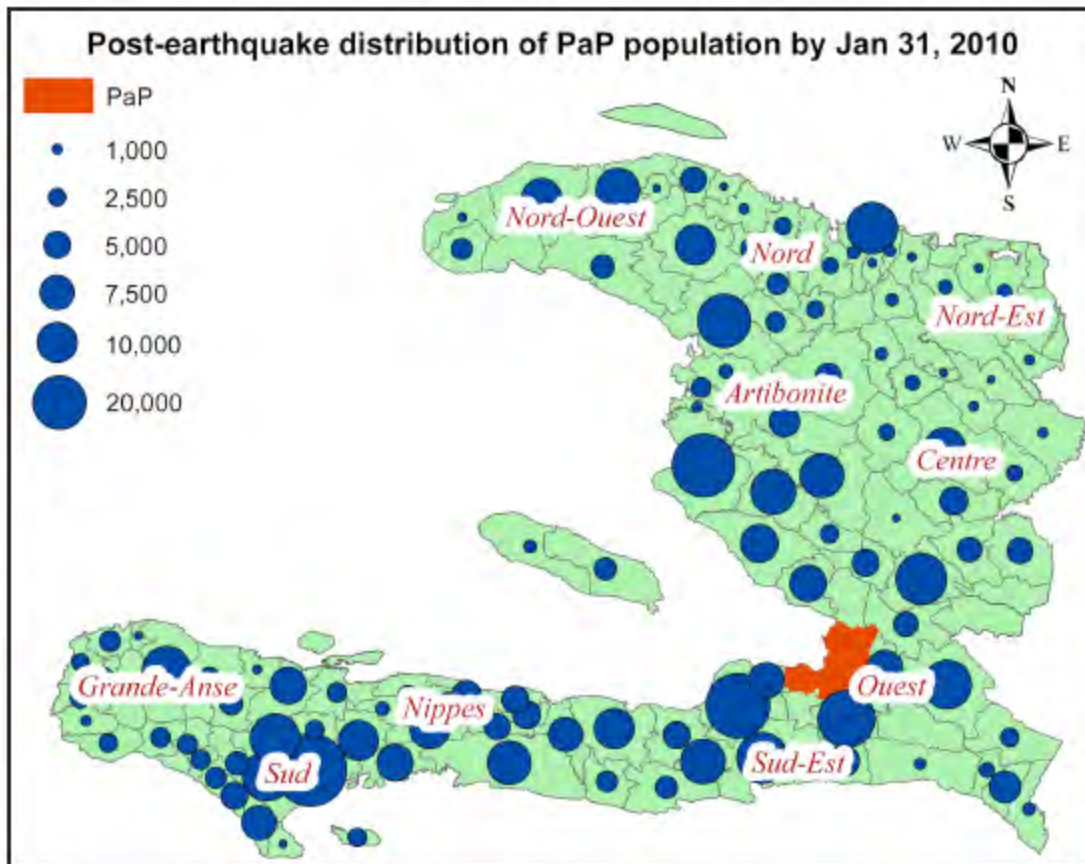 Post-earthquake distribution of PaP population by Jan 31, 2010
PaP
1,000
2,500
5,000
7,500
10,000
20,000
N
W E
S
Nord-Ouest
Nord
Nord-Est
Artibonite
Centre
Grande-Anse
Nippes
Ouest
Sud
Sud-Est